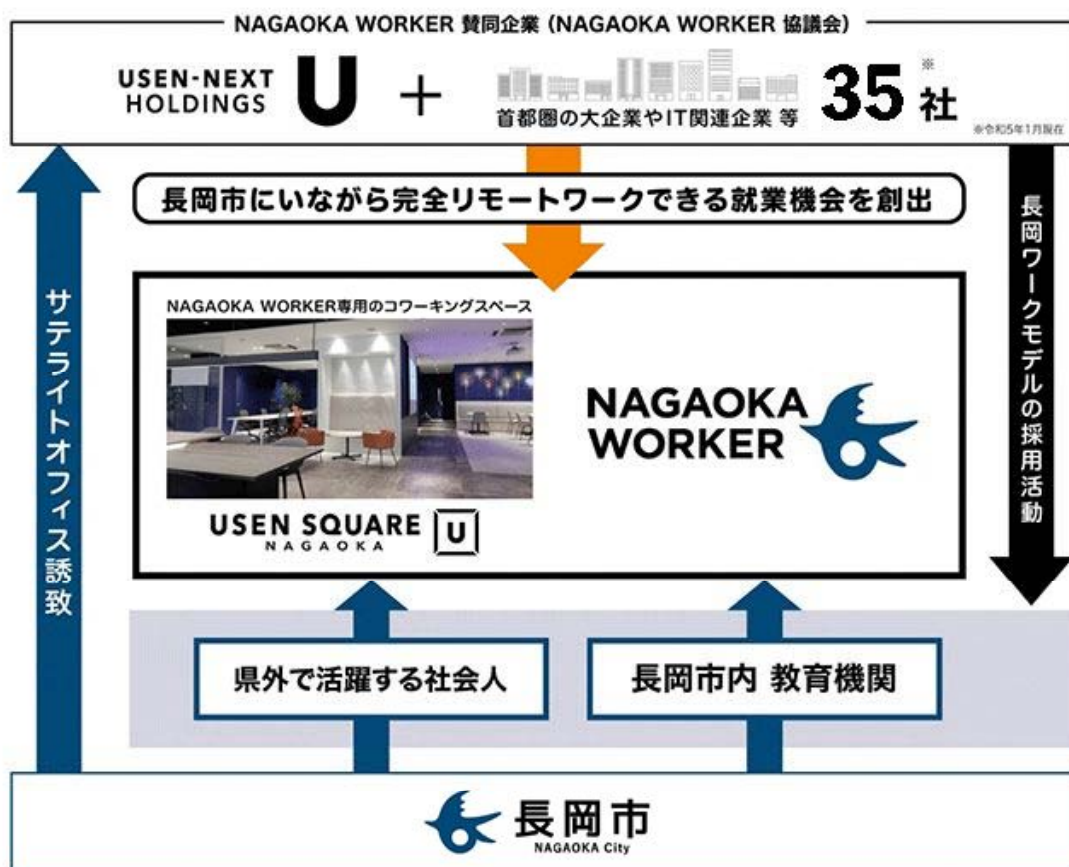 NAGAOKA WORKER 賛同企業 (NAGAOKA WORKER 協議会)
USEN-NEXT
HOLDINGS
U
+
首都圏の大企業やIT関連企業 等
35社
※
※令和5年1月現在
長岡市にいながら完全リモートワークできる就業機会を創出
サテライトオフィス誘致
長岡ワークモデルの採用活動
NAGAOKA WORKER専用のコワーキングスペース
USEN SQUARE
NAGAOKA
U
NAGAOKA
WORKER
県外で活躍する社会人
長岡市内 教育機関
長岡市
NAGAOKA City